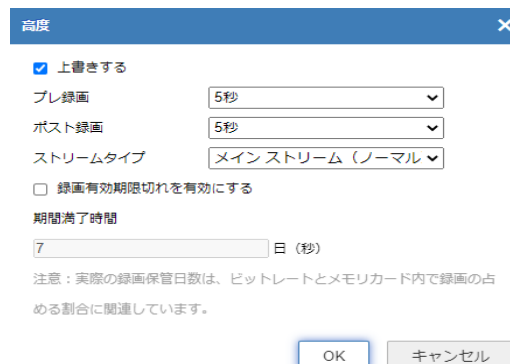 高度
上書きする
プレ録画 5秒
ポスト録画 5秒
ストリームタイプ メイン ストリーム（ノーマル
録画有効期限切れを有効にする
期間満了時間
7 日（秒）
注意：実際の録画保管日数は、ビットレートとメモリカード内で録画の占
める割合に関連しています。
OK キャンセル